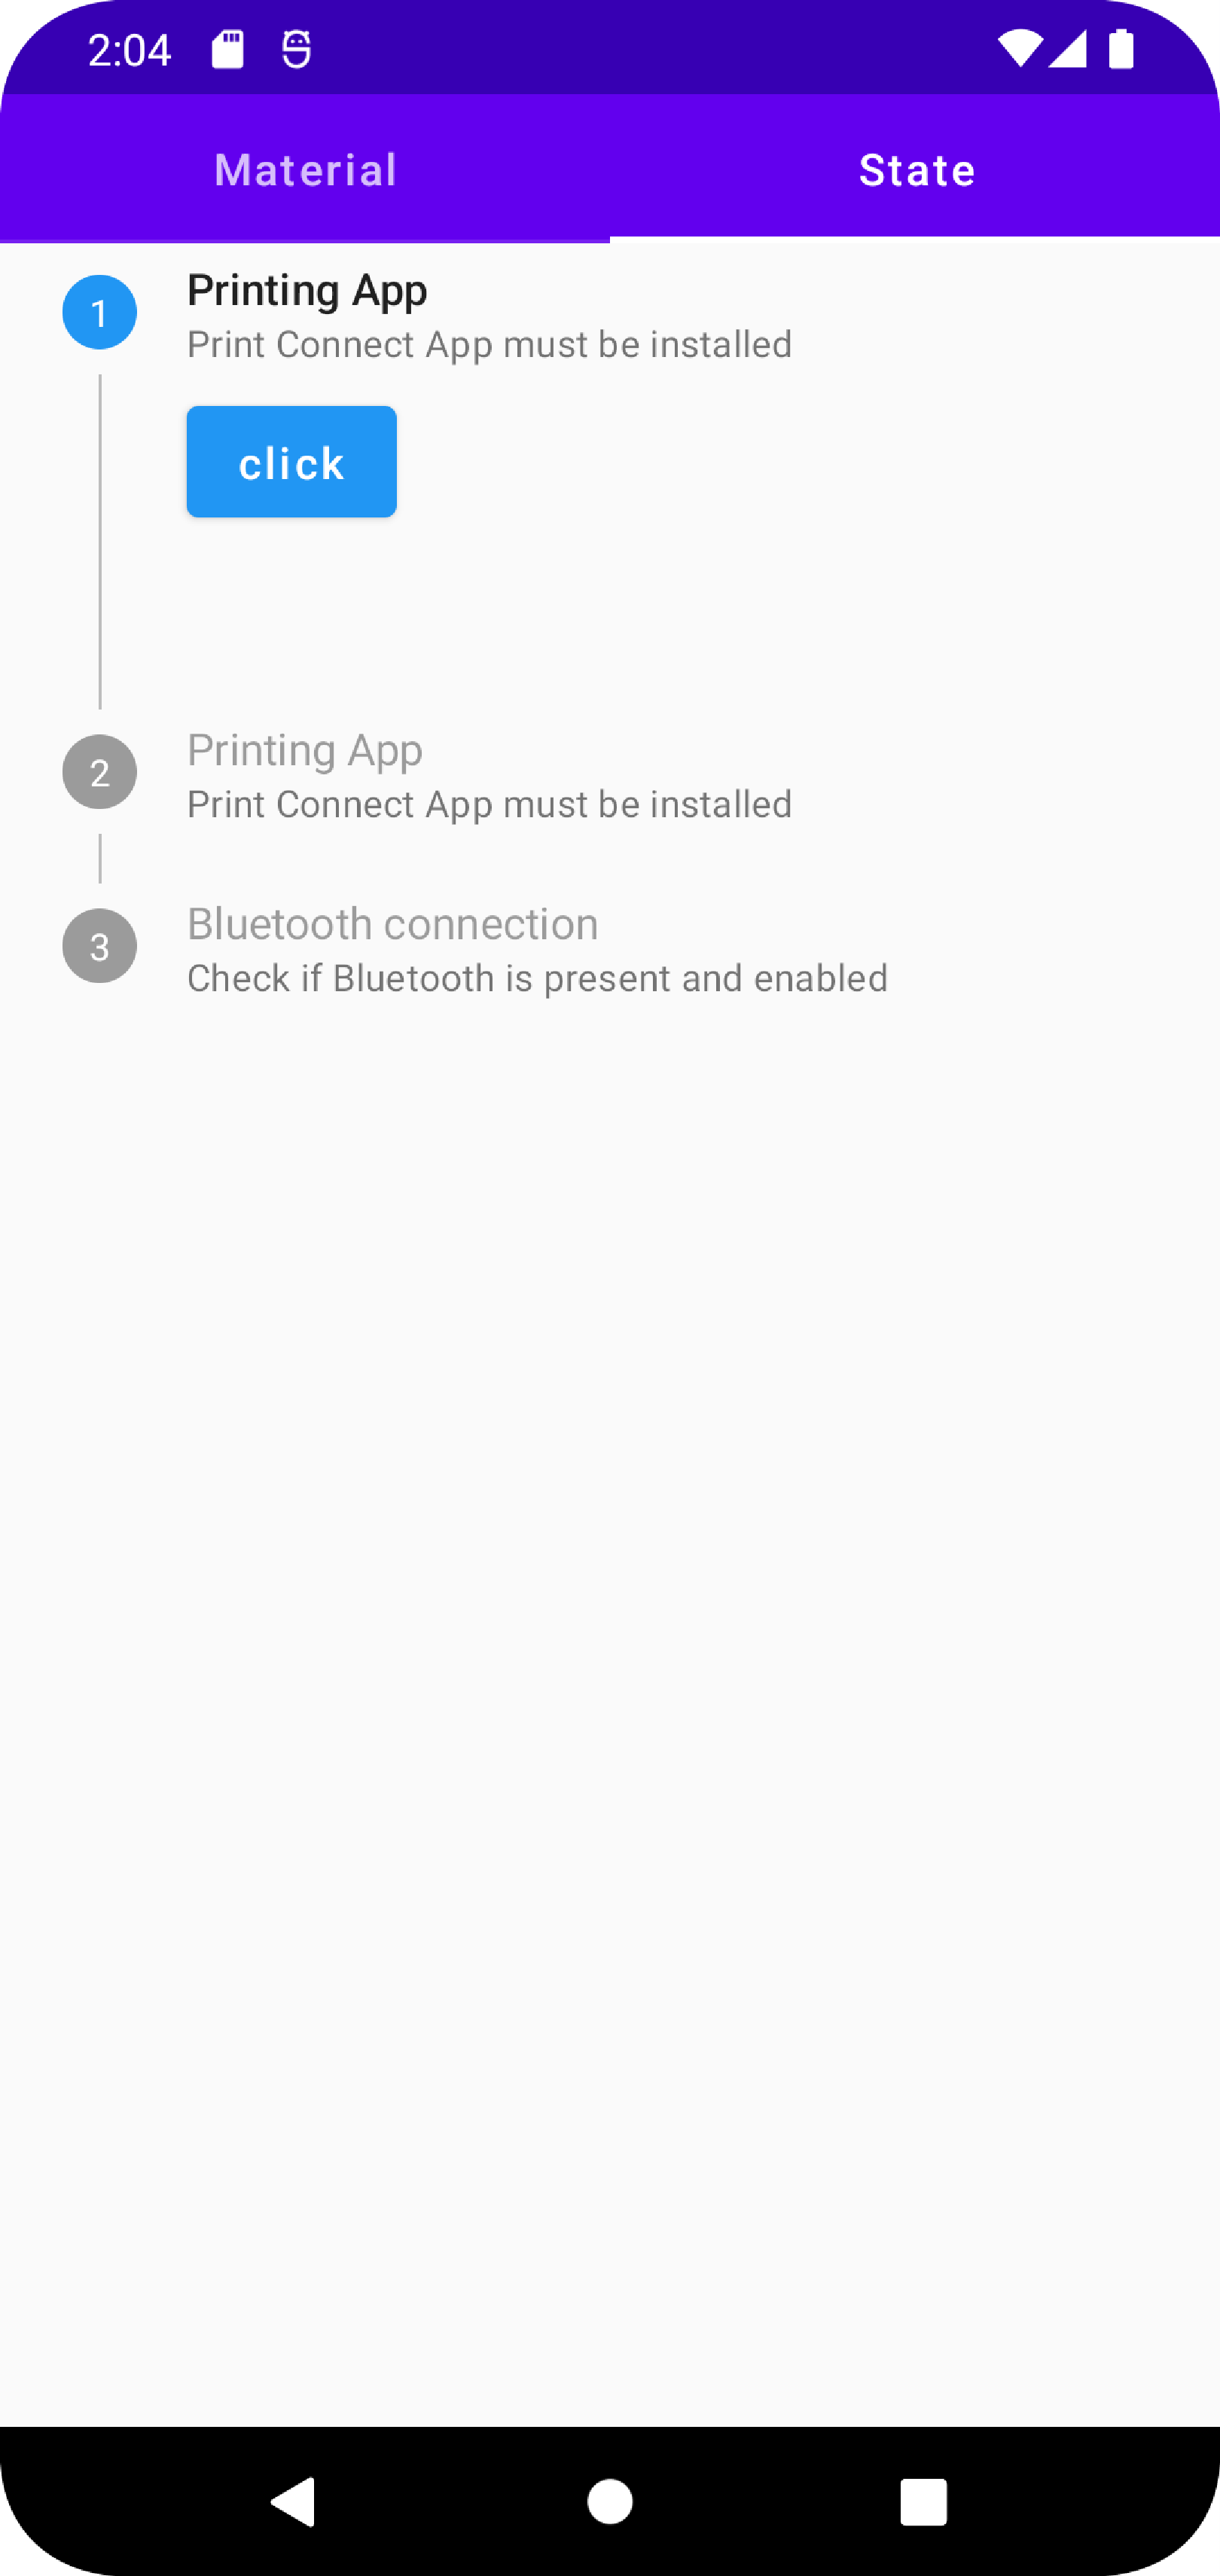 2:04
Material
State
1
Printing App
Print Connect App must be installed
click
2
Printing App
Print Connect App must be installed
3
Bluetooth connection
Check if Bluetooth is present and enabled